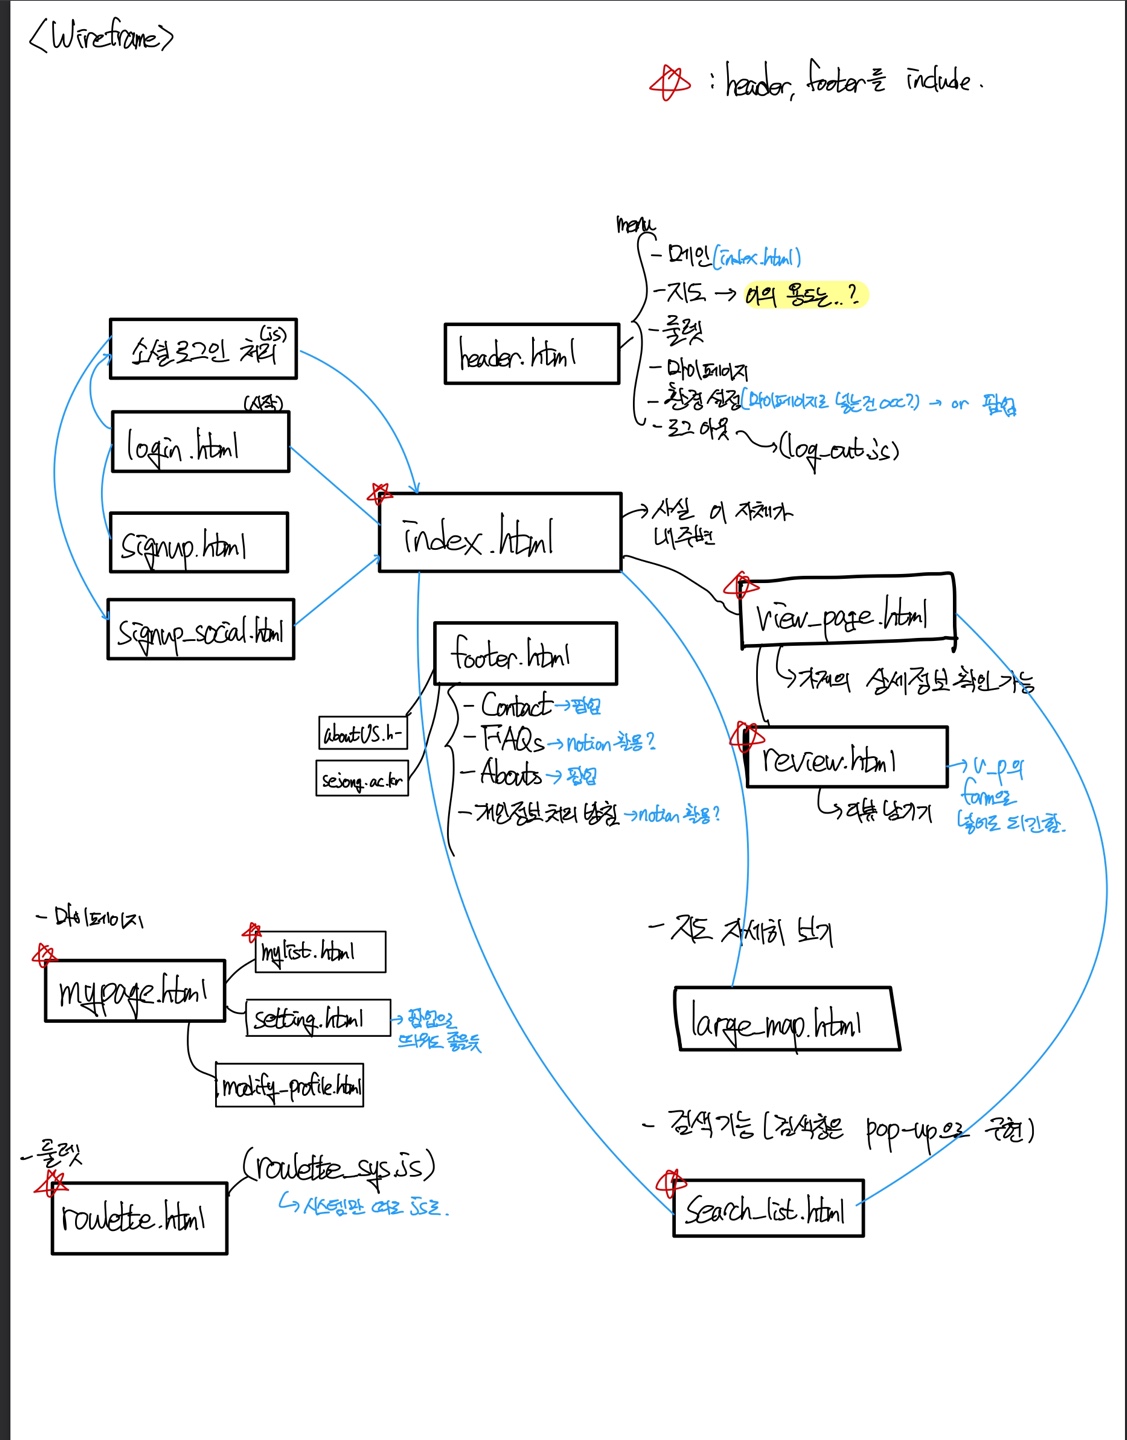 <Wireframe>
: header, footer를 include.
menu
- 메인 (index.html)
- 지도 → 이의 용도는..?
- 룰렛
- 마이페이지
- 환경 설정 (마이페이지로 넣는건 어때?) → or 팝업
- 로그 아웃 → (log_out.js)
header.html
소셜로그인 처리 (js)
(시작)
login.html
signup.html
signup_social.html
index.html
→ 사실 이 자체가
내 주변
view_page.html
→ 가게의 상세정보 확인 가능
review.html
→ 리뷰 남기기
→ v_p의
form으로
넣어도 되긴함.
footer.html
aboutUS.h~
sejong.ac.kr
- Contact → 팝업
- FAQs → notion 활용?
- Abouts → 팝업
- 개인정보 처리 방침 → notion 활용?
- 마이페이지
mypage.html
mylist.html
setting.html
→ 팝업으로
띄워도 좋을듯
modify_profile.html
- 지도 자세히 보기
large_map.html
- 검색 기능 (검색창은 pop-up으로 구현)
search_list.html
- 룰렛
roulette.html
(roulette_sys.js)
↳ 시스템만 따로 js로.